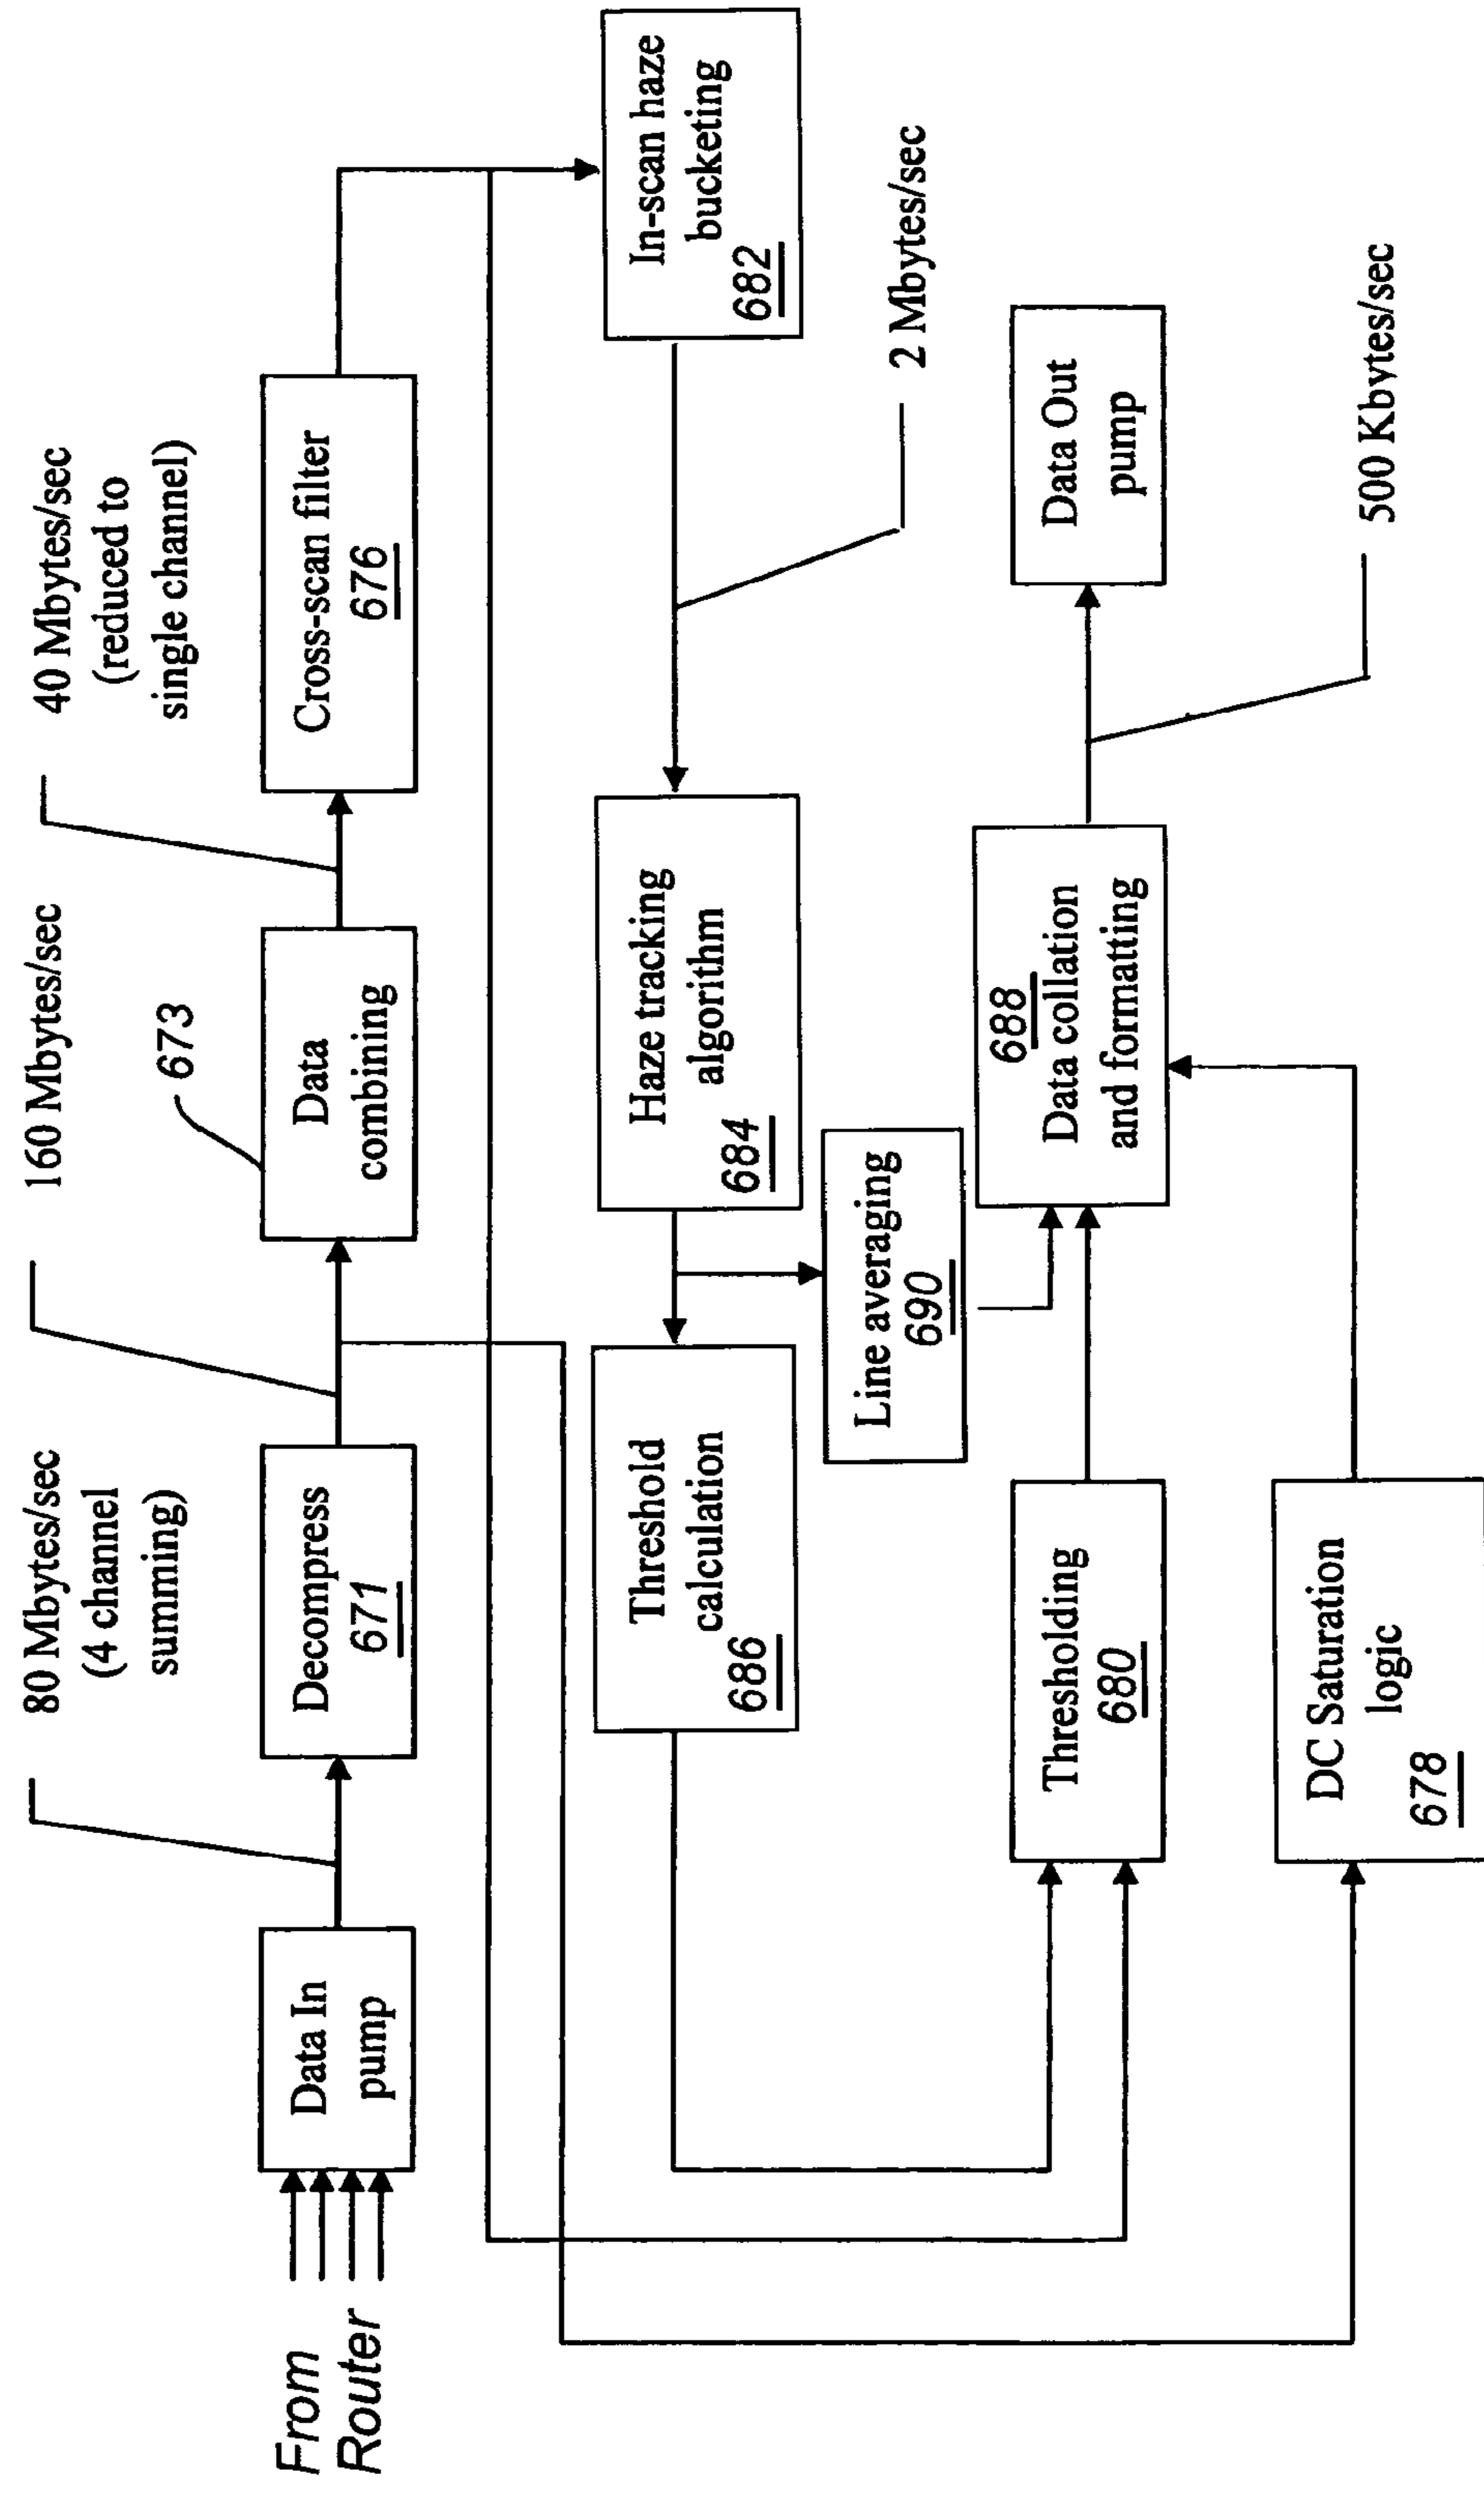 80 Mbytes/sec
(4 channel
summing)
160 Mbytes/sec
40 Mbytes/sec
(reduced to
single channel)
673
From
Router
Data In
pump
Decompress
671
Data
combining
Cross-scan filter
676
Threshold
calculation
686
Haze tracking
algorithm
684
In-scan haze
bucketing
682
Line averaging
690
2 Mbytes/sec
Thresholding
680
688
Data collation
and formatting
Data Out
pump
DC Saturation
logic
678
500 Kbytes/sec